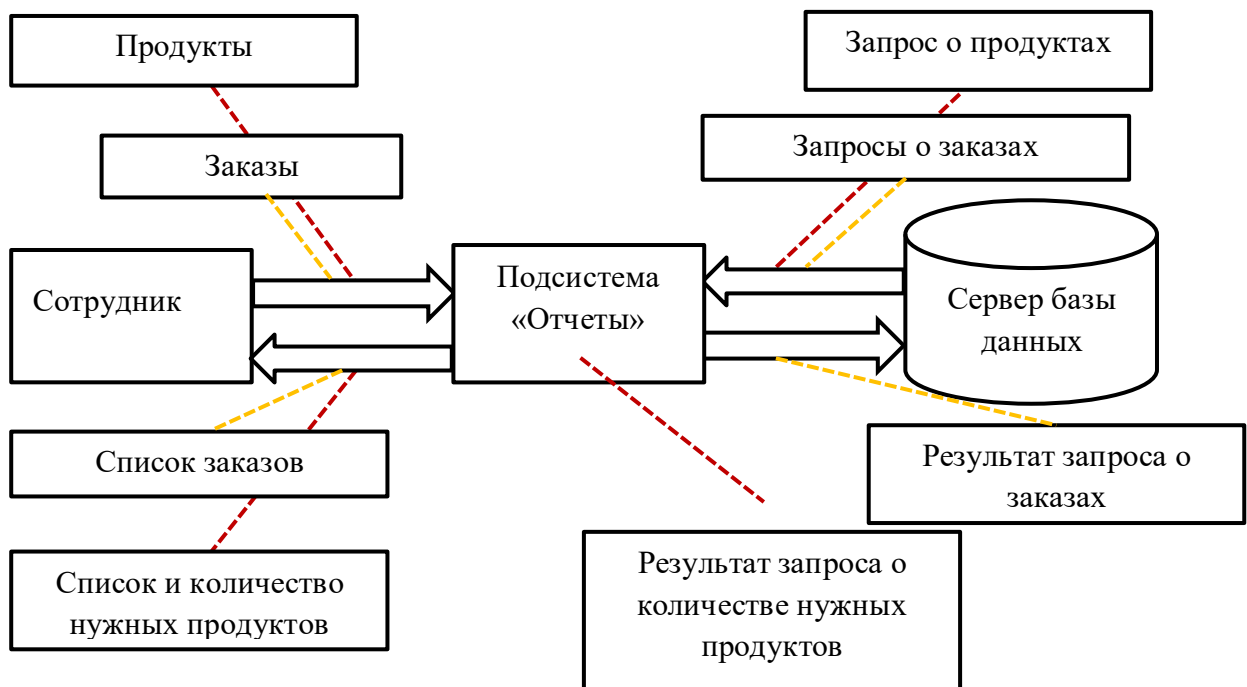 Продукты
Запрос о продуктах
Заказы
Запросы о заказах
Сотрудник
Подсистема
«Отчеты»
Сервер базы
данных
Список заказов
Результат запроса о
заказах
Список и количество
нужных продуктов
Результат запроса о
количестве нужных
продуктов